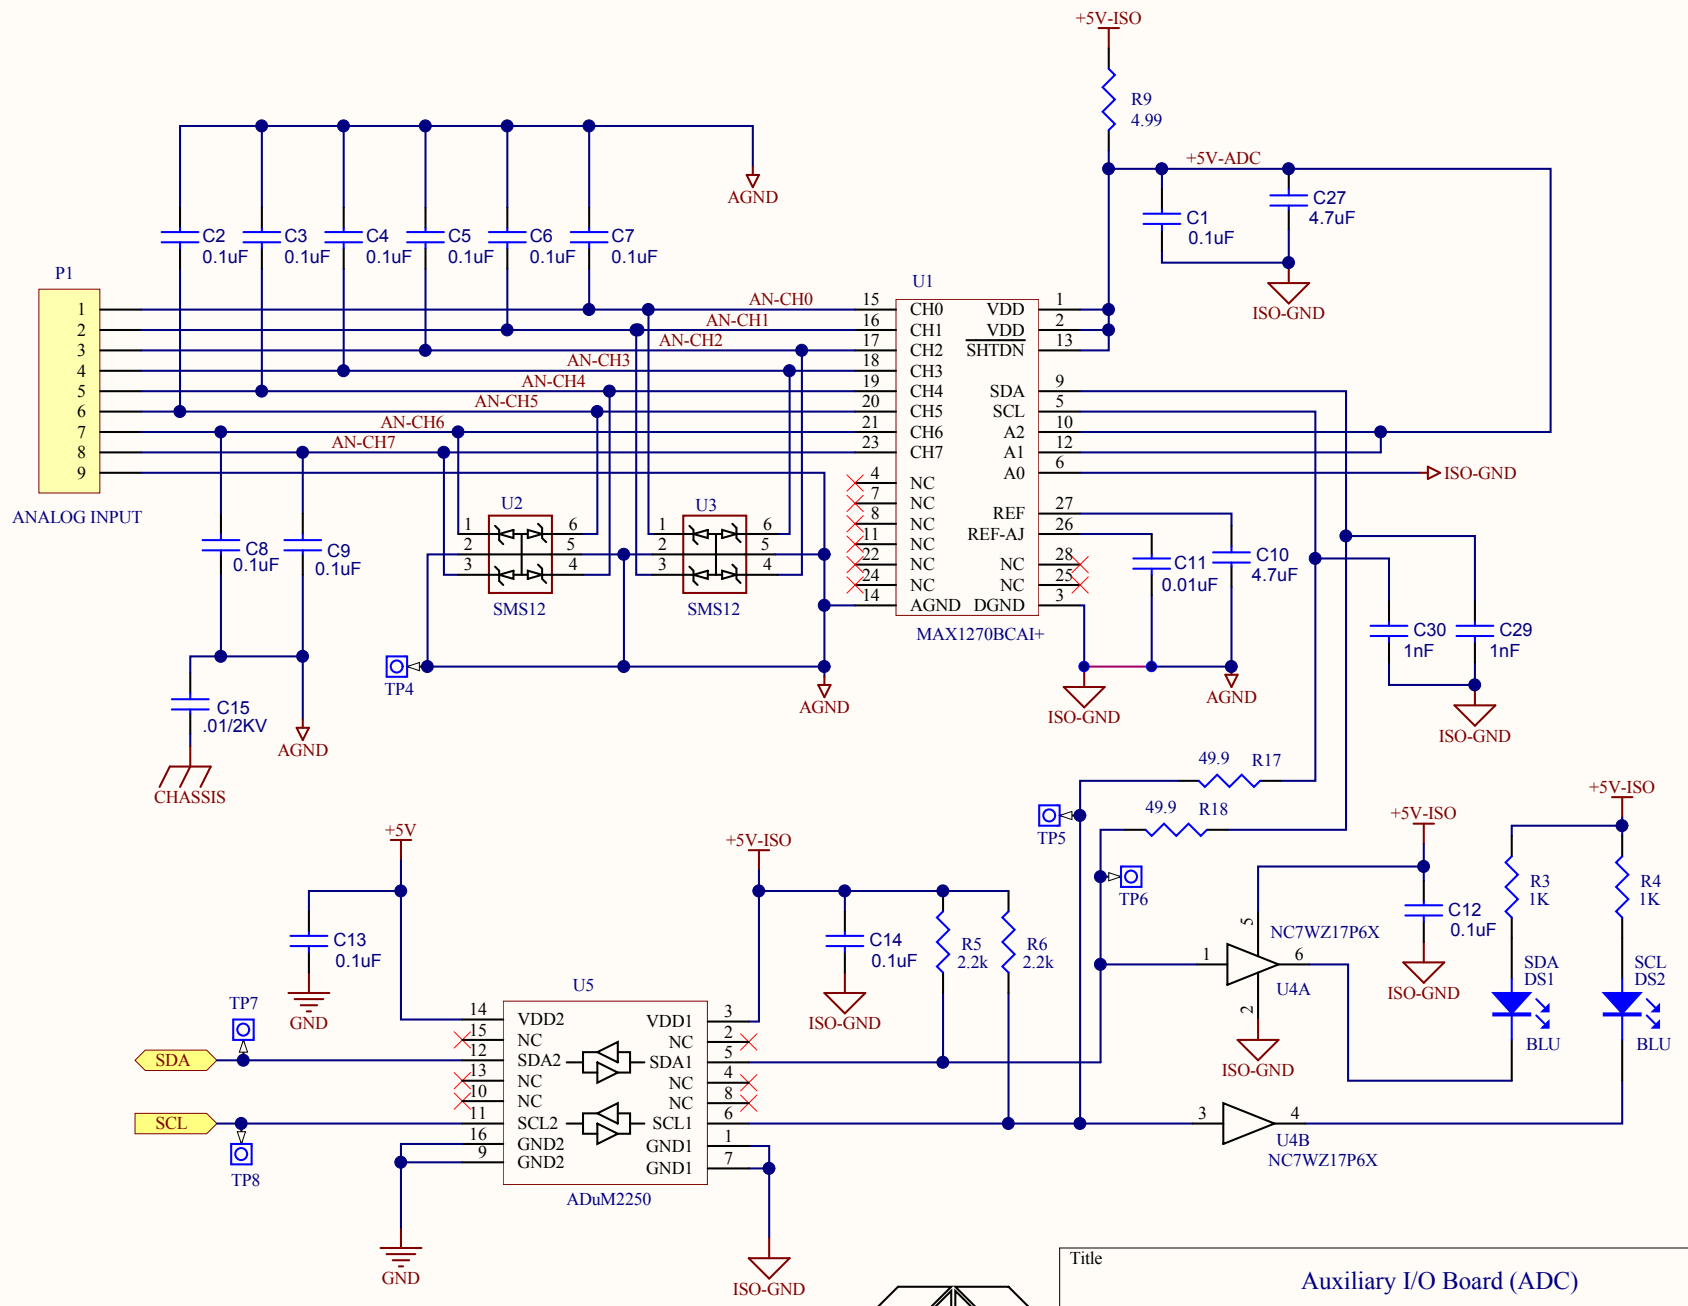 +5V-ISO
R9
4.99
+5V-ADC
C1
0.1uF
C27
4.7uF
ISO-GND
AGND
C2
0.1uF
C3
0.1uF
C4
0.1uF
C5
0.1uF
C6
0.1uF
C7
0.1uF
P1
1
2
3
4
5
6
7
8
9
ANALOG INPUT
AN-CH0
AN-CH1
AN-CH2
AN-CH3
AN-CH4
AN-CH5
AN-CH6
AN-CH7
U1
15 CH0 VDD 1
16 CH1 VDD 2
17 CH2 SHTDN 13
18 CH3
19 CH4 SDA 9
20 CH5 SCL 5
21 CH6 A2 10
23 CH7 A1 12
4 NC A0 6
7 NC
8 NC REF 27
11 NC REF-AJ 26
22 NC NC 28
24 NC NC 25
14 AGND DGND 3
MAX1270BCAI+
ISO-GND
U2
1 6
2 5
3 4
SMS12
U3
1 6
2 5
3 4
SMS12
C8
0.1uF
C9
0.1uF
C11
0.01uF
C10
4.7uF
C30
1nF
C29
1nF
TP4
AGND
ISO-GND
AGND
ISO-GND
C15
.01/2KV
AGND
CHASSIS
49.9 R17
49.9 R18
TP5
TP6
+5V
+5V-ISO
+5V-ISO
+5V-ISO
C13
0.1uF
GND
C14
0.1uF
ISO-GND
R5
2.2k
R6
2.2k
R3
1K
R4
1K
C12
0.1uF
ISO-GND
NC7WZ17P6X
5
1 6
2
U4A
ISO-GND
SDA
DS1
BLU
SCL
DS2
BLU
3 4
U4B
NC7WZ17P6X
TP7
SDA
SCL
TP8
U5
14 VDD2 VDD1 3
15 NC NC 2
12 SDA2 SDA1 5
13 NC NC 4
10 NC NC 8
11 SCL2 SCL1 6
16 GND2 GND1 1
9 GND2 GND1 7
ADuM2250
GND
ISO-GND
Title
Auxiliary I/O Board (ADC)